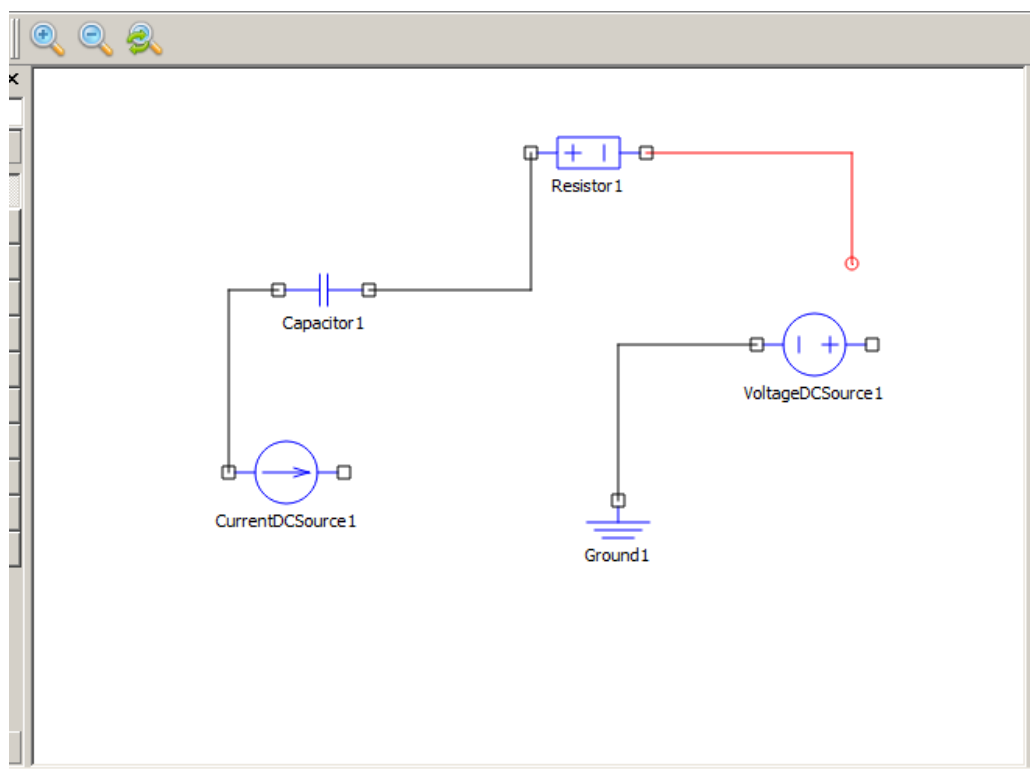 Resistor1
Capacitor1
VoltageDCSource1
CurrentDCSource1
Ground1